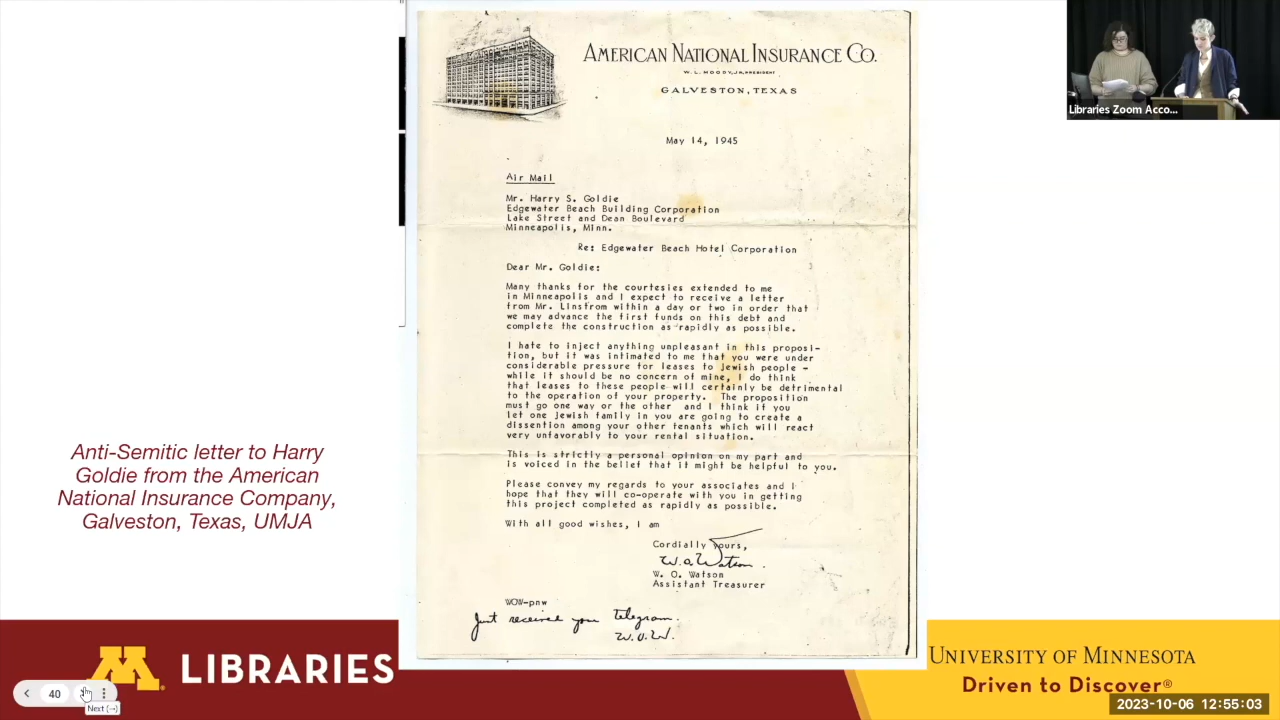 AMERICAN NATIONAL INSURANCE CO.
W. L. MOODY, JR, PRESIDENT
GALVESTON, TEXAS
May 14, 1945
Air Mail
Mr. Harry S. Goldie
Edgewater Beach Building Corporation
Lake Street and Dean Boulevard
Minneapolis, Minn.
Re: Edgewater Beach Hotel Corporation
Dear Mr. Goldie:
Many thanks for the courtesies extended to me
in Minneapolis and I expect to receive a letter
from Mr. Linstrom within a day or two in order that
we may advance the first funds on this debt and
complete the construction as rapidly as possible.
I hate to inject anything unpleasant in this proposi-
tion, but it was intimated to me that you were under
considerable pressure for leases to Jewish people -
while it should be no concern of mine, I do think
that leases to these people will certainly be detrimental
to the operation of your property. The proposition
must go one way or the other and I think if you
let one Jewish family in you are going to create a
dissention among your other tenants which will react
very unfavorably to your rental situation.
This is strictly a personal opinion on my part and
is voiced in the belief that it might be helpful to you.
Please convey my regards to your associates and I
hope that they will co-operate with you in getting
this project completed as rapidly as possible.
With all good wishes, I am
Cordially yours,
W. O. Watson
W. O. Watson
Assistant Treasurer
WOW-pnw
Just received your telegram.
W.O.W.
Anti-Semitic letter to Harry
Goldie from the American
National Insurance Company,
Galveston, Texas, UMJA
Libraries Zoom Acco...
M LIBRARIES
UNIVERSITY OF MINNESOTA
Driven to Discover®
40
Next (→)
2023-10-06 12:55:03